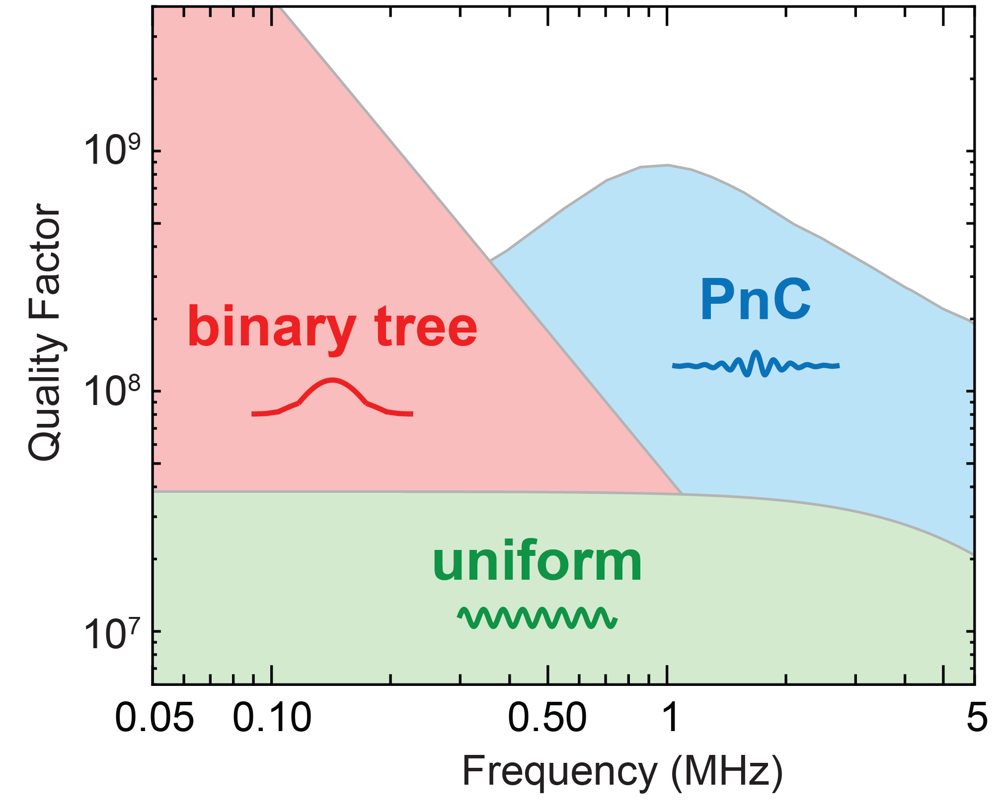 Quality Factor
10⁹
10⁸
10⁷
binary tree
PnC
uniform
0.05 0.10 0.50 1 5
Frequency (MHz)